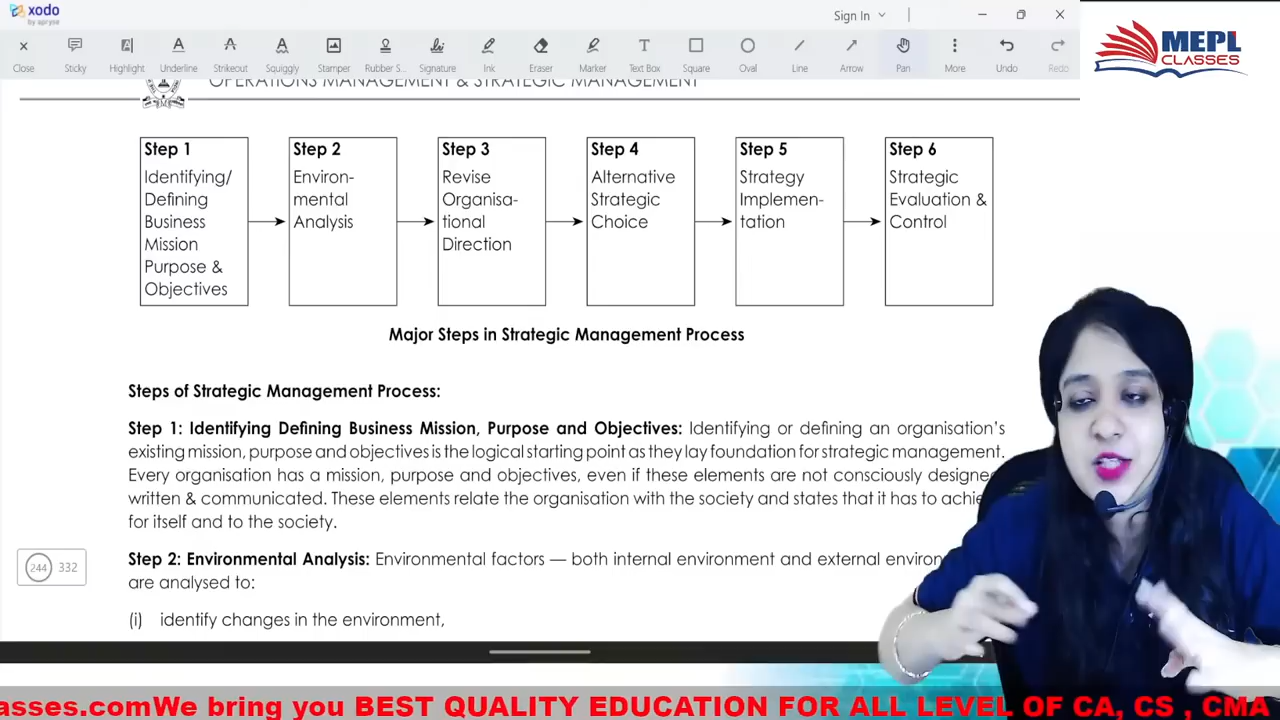 xodo
by apryse
Sign In
Close
Sticky
Highlight
Underline
Strikeout
Squiggly
Stamper
Rubber
Signature
Eraser
Marker
Text Box
Square
Oval
Line
Arrow
Pan
More
Undo
Redo
MEPL
CLASSES
OPERATIONS MANAGEMENT & STRATEGIC MANAGEMENT
Step 1
Identifying/
Defining
Business
Mission
Purpose &
Objectives
Step 2
Environ-
mental
Analysis
Step 3
Revise
Organisa-
tional
Direction
Step 4
Alternative
Strategic
Choice
Step 5
Strategy
Implemen-
tation
Step 6
Strategic
Evaluation &
Control
Major Steps in Strategic Management Process
Steps of Strategic Management Process:
Step 1: Identifying Defining Business Mission, Purpose and Objectives: Identifying or defining an organisation's
existing mission, purpose and objectives is the logical starting point as they lay foundation for strategic management.
Every organisation has a mission, purpose and objectives, even if these elements are not consciously designe
written & communicated. These elements relate the organisation with the society and states that it has to achie
for itself and to the society.
Step 2: Environmental Analysis: Environmental factors — both internal environment and external environ
are analysed to:
244 332
(i) identify changes in the environment,
asses.comWe bring you BEST QUALITY EDUCATION FOR ALL LEVEL OF CA, CS , CMA